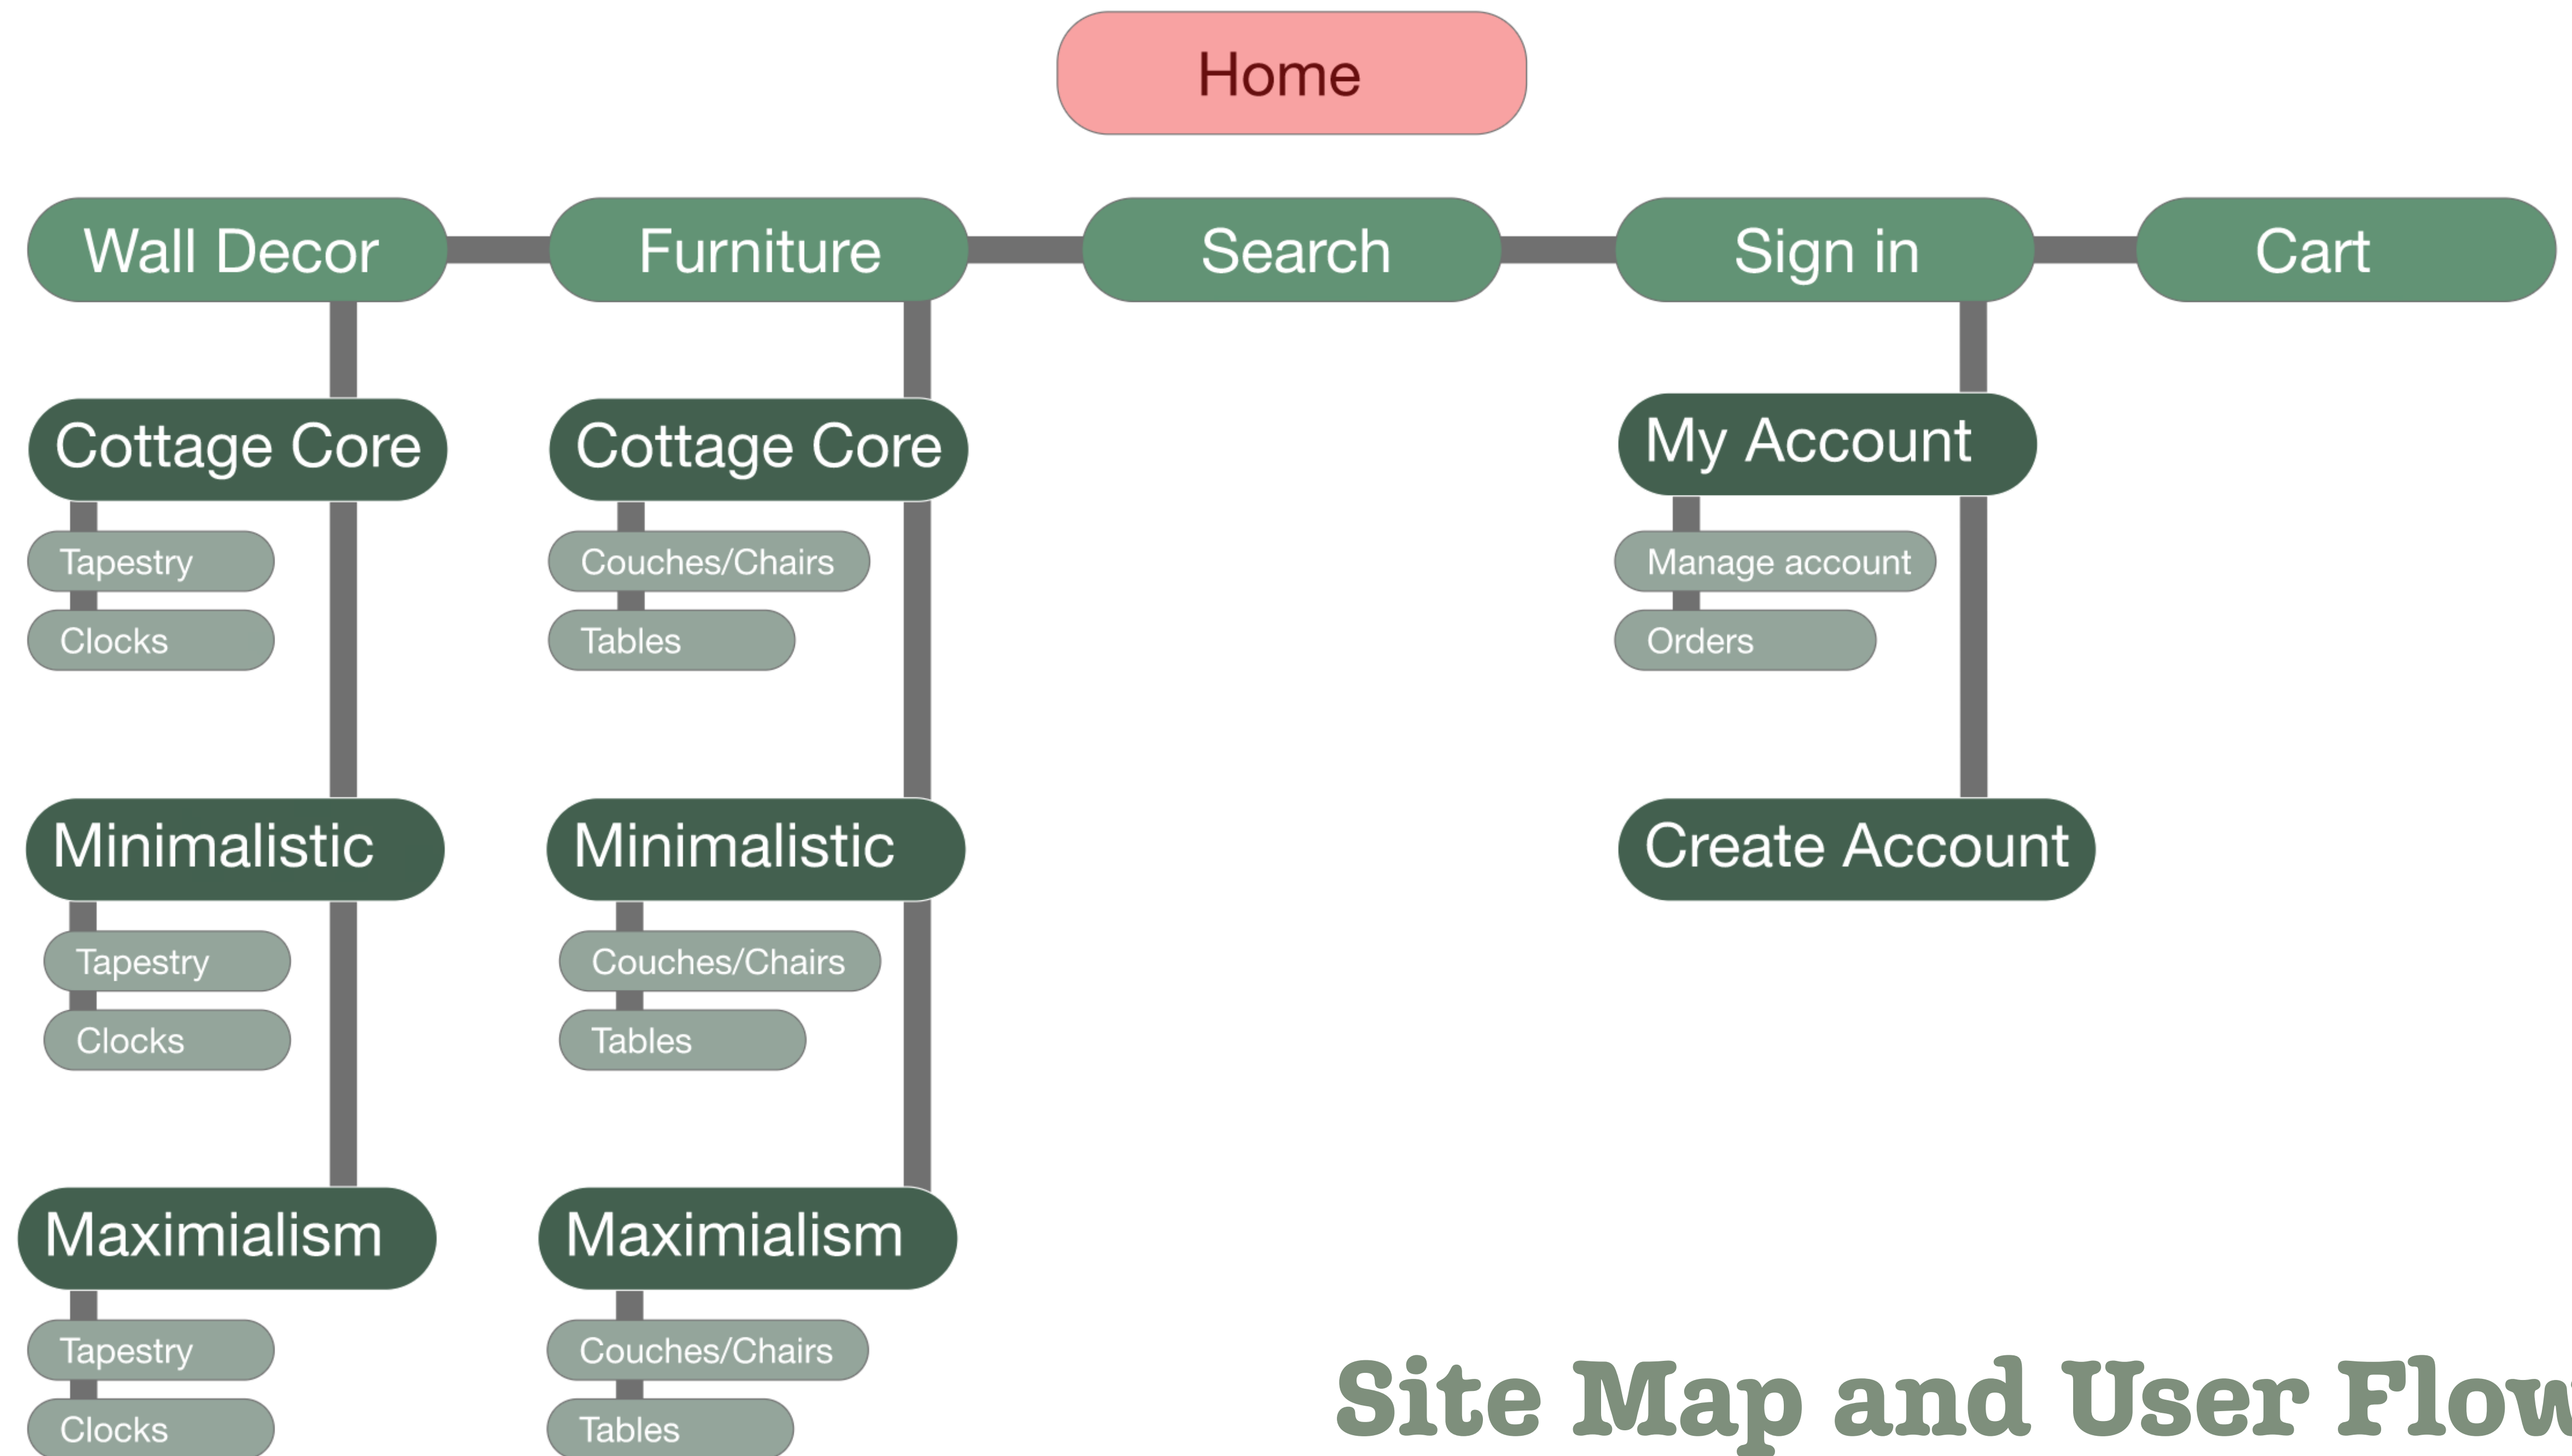 Home
Wall Decor
Furniture
Search
Sign in
Cart
Cottage Core
Tapestry
Clocks
Minimalistic
Tapestry
Clocks
Maximialism
Tapestry
Clocks
Cottage Core
Couches/Chairs
Tables
Minimalistic
Couches/Chairs
Tables
Maximialism
Couches/Chairs
Tables
My Account
Manage account
Orders
Create Account
Site Map and User Flow